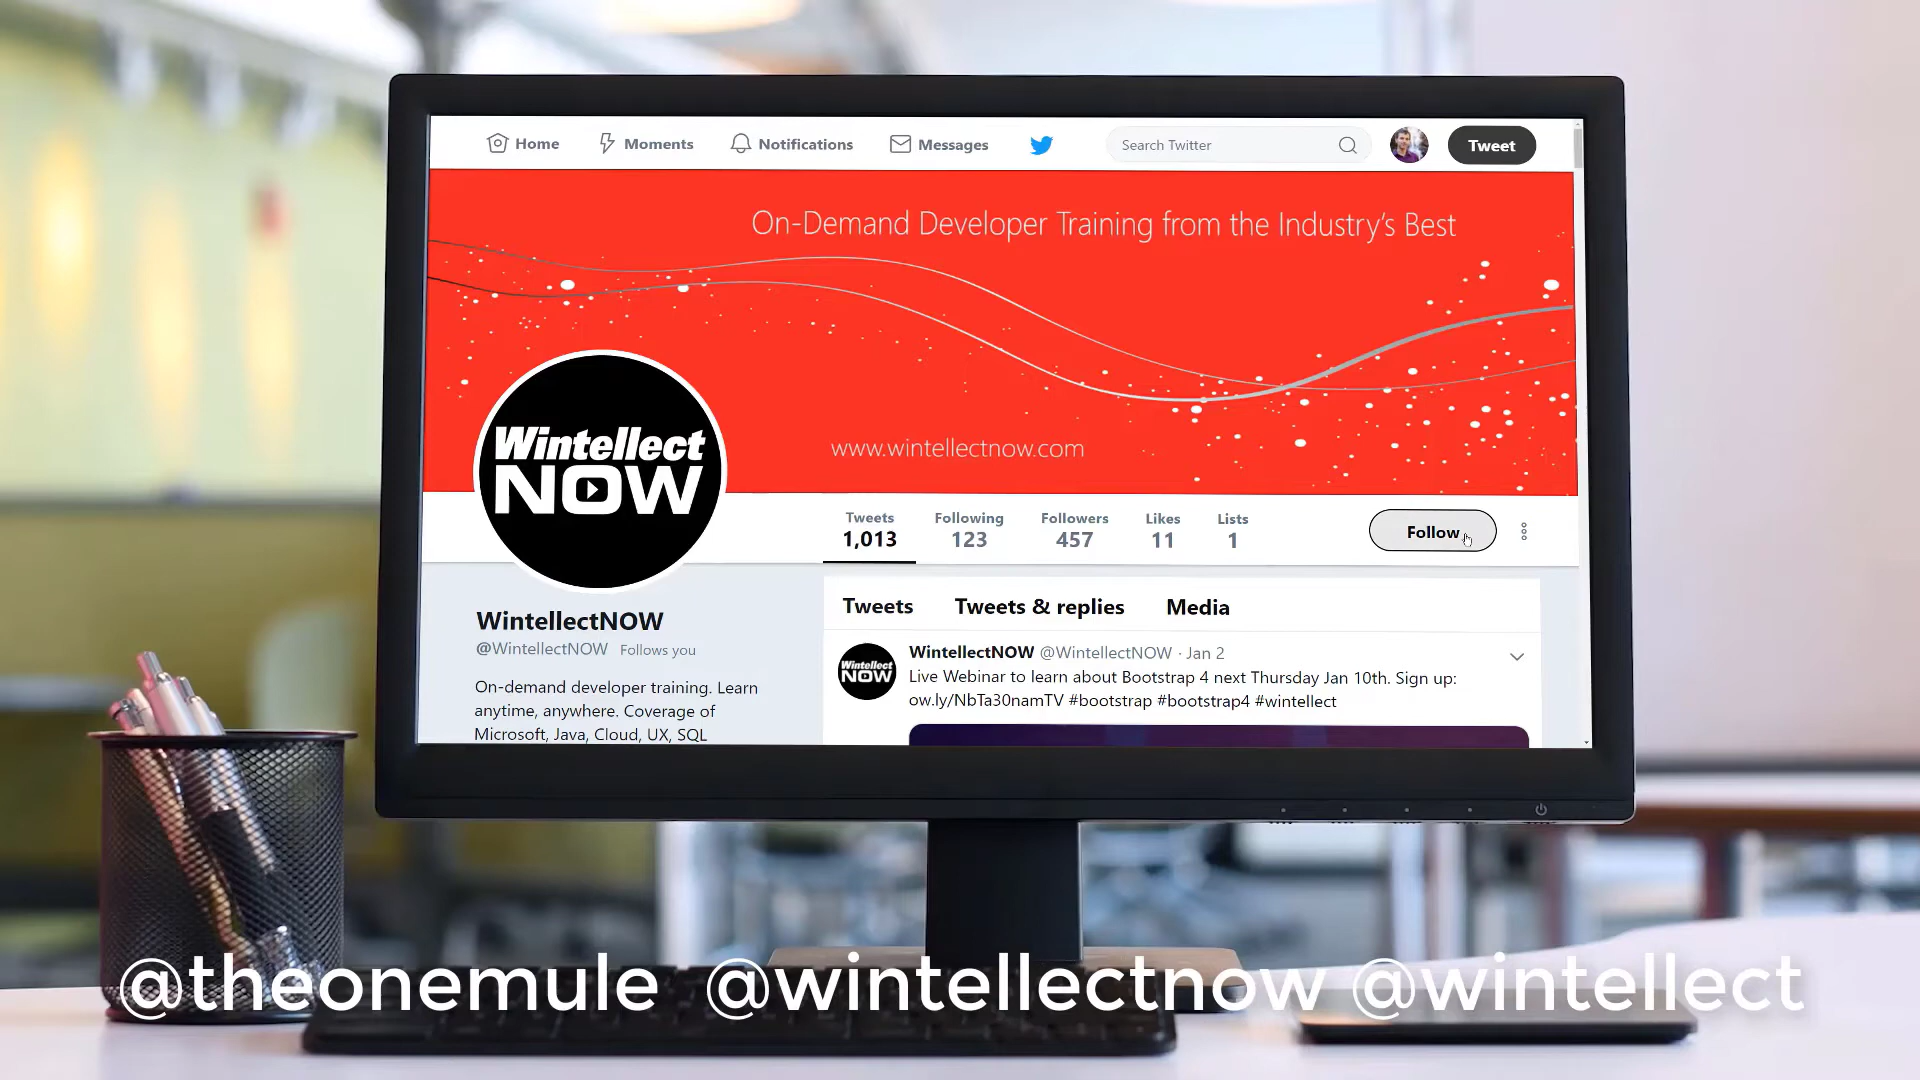 Home Moments Notifications Messages Search Twitter Tweet
On-Demand Developer Training from the Industry's Best
www.wintellectnow.com
Wintellect
NOW
Tweets Following Followers Likes Lists
1,013 123 457 11 1
Follow
WintellectNOW
@WintellectNOW Follows you
On-demand developer training. Learn
anytime, anywhere. Coverage of
Microsoft, Java, Cloud, UX, SQL
Tweets Tweets & replies Media
Wintellect
NOW
WintellectNOW @WintellectNOW · Jan 2
Live Webinar to learn about Bootstrap 4 next Thursday Jan 10th. Sign up:
ow.ly/NbTa30namTV #bootstrap #bootstrap4 #wintellect
@theonemule @wintellectnow @wintellect